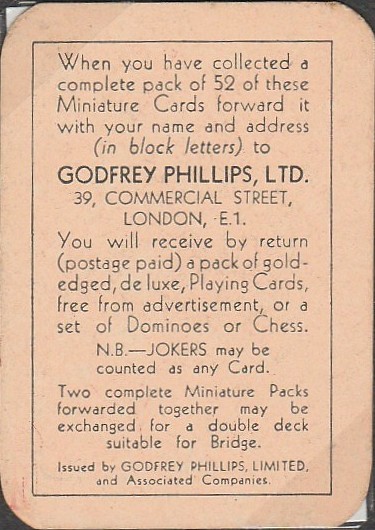 When you have collected a
complete pack of 52 of these
Miniature Cards forward it
with your name and address
(in block letters) to
GODFREY PHILLIPS, LTD.
39, COMMERCIAL STREET,
LONDON, E.1.
You will receive by return
(postage paid) a pack of gold-
edged, de luxe, Playing Cards,
free from advertisement, or a
set of Dominoes or Chess.
N.B.—JOKERS may be
counted as any Card.
Two complete Miniature Packs
forwarded together may be
exchanged for a double deck
suitable for Bridge.
Issued by GODFREY PHILLIPS, LIMITED,
and Associated Companies.